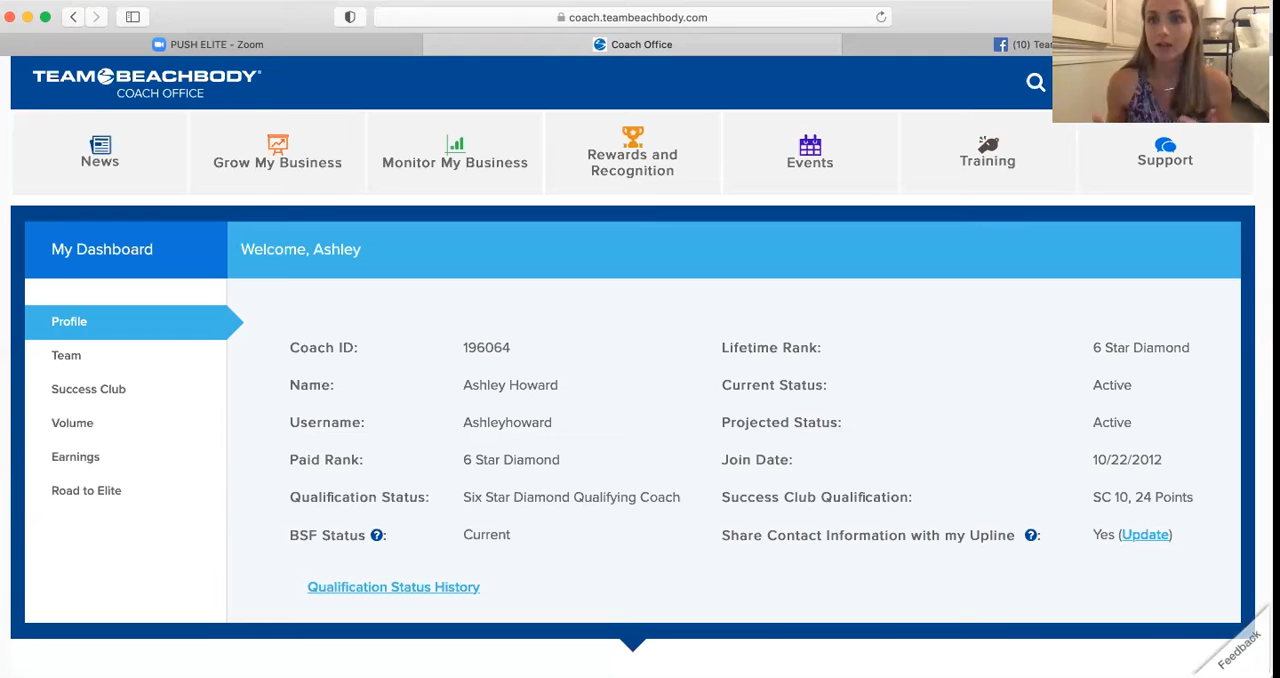 coach.teambeachbody.com
PUSH ELITE - Zoom
Coach Office
(10) Tea
TEAM BEACHBODY®
COACH OFFICE
News
Grow My Business
Monitor My Business
Rewards and
Recognition
Events
Training
Support
My Dashboard
Welcome, Ashley
Profile
Team
Success Club
Volume
Earnings
Road to Elite
Coach ID: 196064
Lifetime Rank: 6 Star Diamond
Name: Ashley Howard
Current Status: Active
Username: Ashleyhoward
Projected Status: Active
Paid Rank: 6 Star Diamond
Join Date: 10/22/2012
Qualification Status: Six Star Diamond Qualifying Coach
Success Club Qualification: SC 10, 24 Points
BSF Status ?: Current
Share Contact Information with my Upline ?: Yes (Update)
Qualification Status History
Feedback